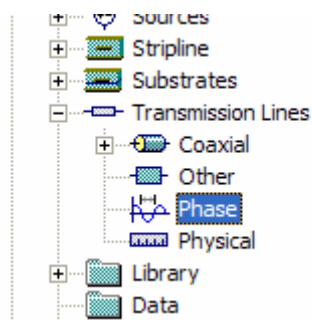 Sources
Stripline
Substrates
Transmission Lines
Coaxial
Other
Phase
Physical
Library
Data